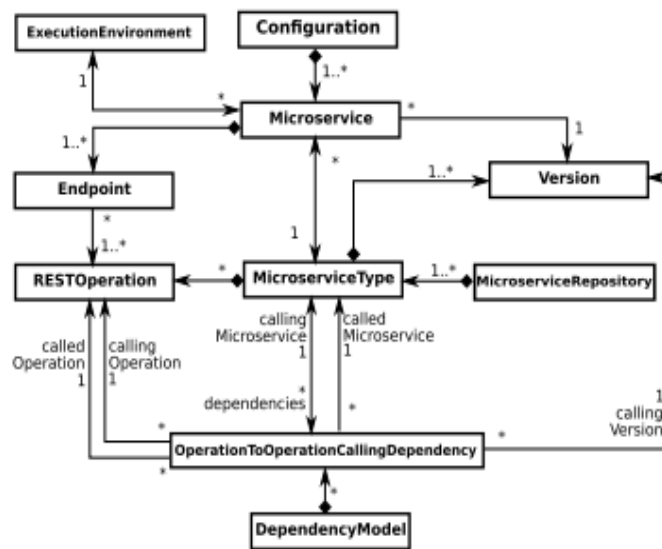 ExecutionEnvironment
Configuration
1
*
1..*
Microservice
*
1
1..*
*
1..*
Endpoint
Version
*
1..*
1
RESTOperation
*
MicroserviceType
1..*
MicroserviceRepository
called
Operation
1
calling
Operation
1
calling
Microservice
1
called
Microservice
1
*
dependencies
*
1
calling
Version
*
*
OperationToOperationCallingDependency
*
*
DependencyModel